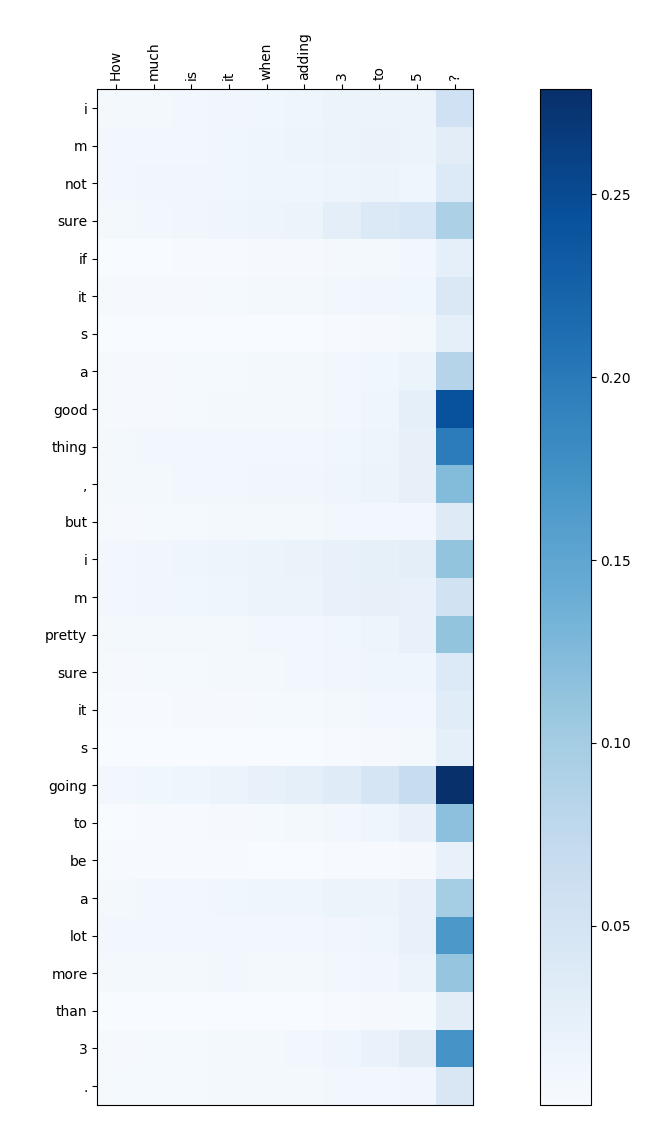 How much is it when adding 3 to 5 ?
i
m
not
sure
if
it
s
a
good
thing
,
but
i
m
pretty
sure
it
s
going
to
be
a
lot
more
than
3
.
0.25
0.20
0.15
0.10
0.05